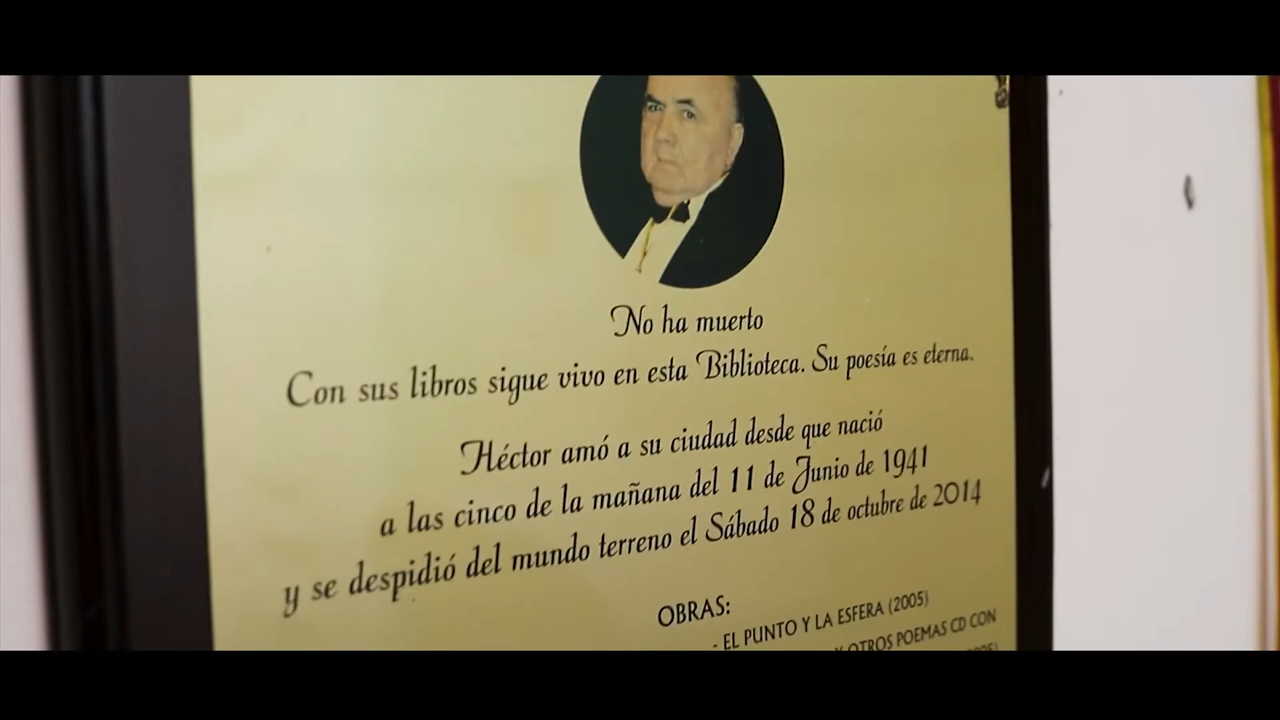 No ha muerto
Con sus libros sigue vivo en esta Biblioteca. Su poesía es eterna.
Héctor amó a su ciudad desde que nació
a las cinco de la mañana del 11 de Junio de 1941
y se despidió del mundo terreno el Sábado 18 de octubre de 2014
OBRAS:
- EL PUNTO Y LA ESFERA (2005)
Y OTROS POEMAS CD CON